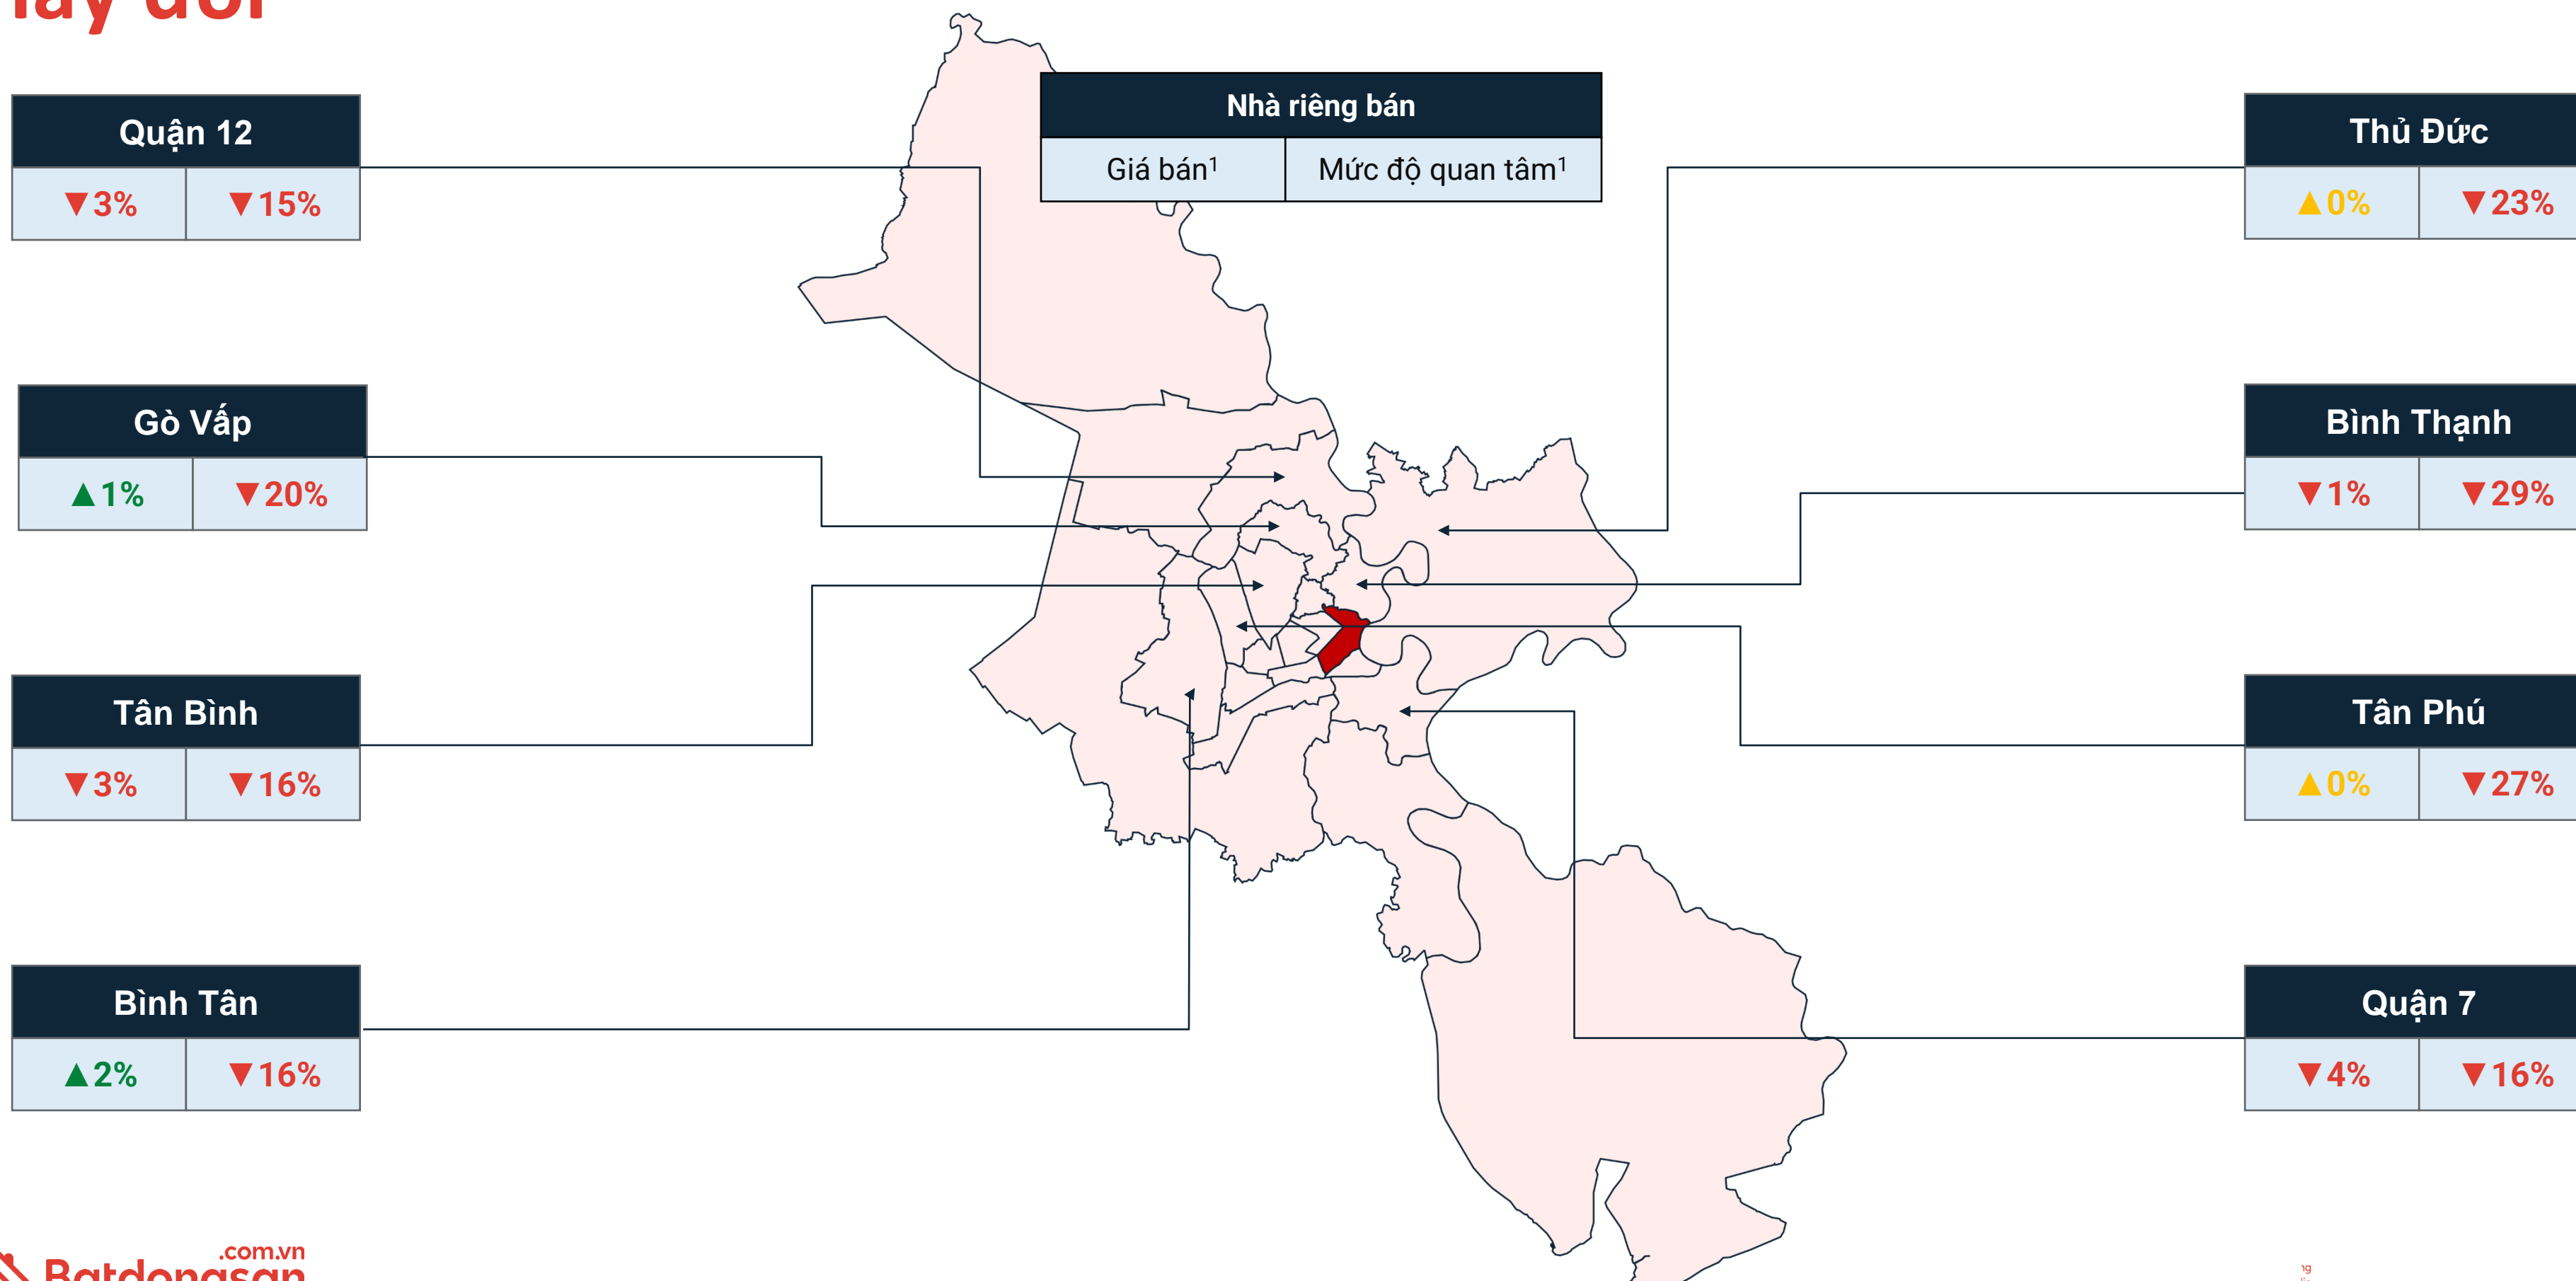 Nhà riêng bán
Giá bán¹ Mức độ quan tâm¹
Quận 12
▼3% ▼15%
Gò Vấp
▲1% ▼20%
Tân Bình
▼3% ▼16%
Bình Tân
▲2% ▼16%
Thủ Đức
▲0% ▼23%
Bình Thạnh
▼1% ▼29%
Tân Phú
▲0% ▼27%
Quận 7
▼4% ▼16%
.com.vn
Batdongsan